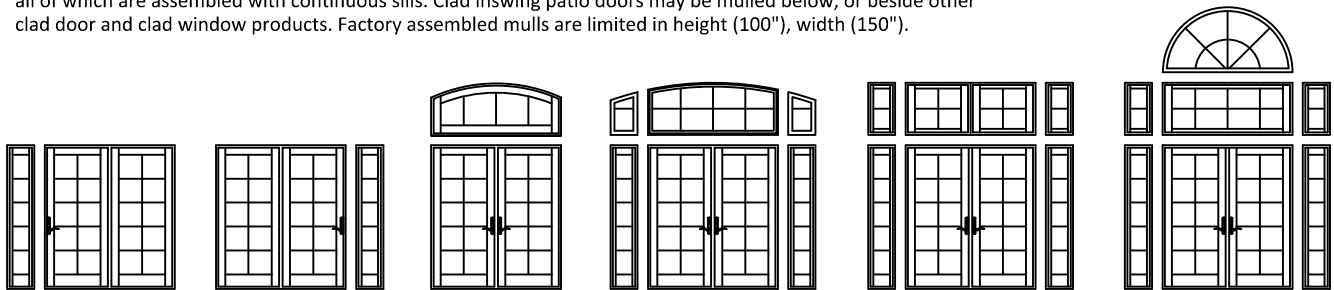 all of which are assembled with continuous sills. Clad inswing patio doors may be mulled below, or beside other
clad door and clad window products. Factory assembled mulls are limited in height (100"), width (150").